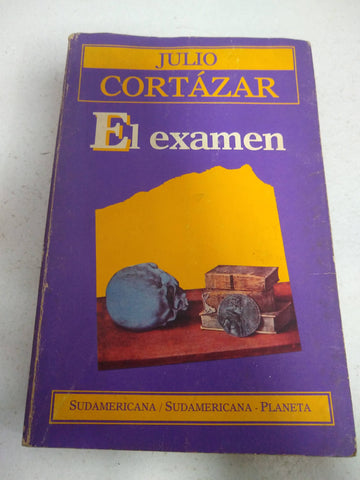 JULIO
CORTÁZAR
El examen
SUDAMERICANA / SUDAMERICANA - PLANETA